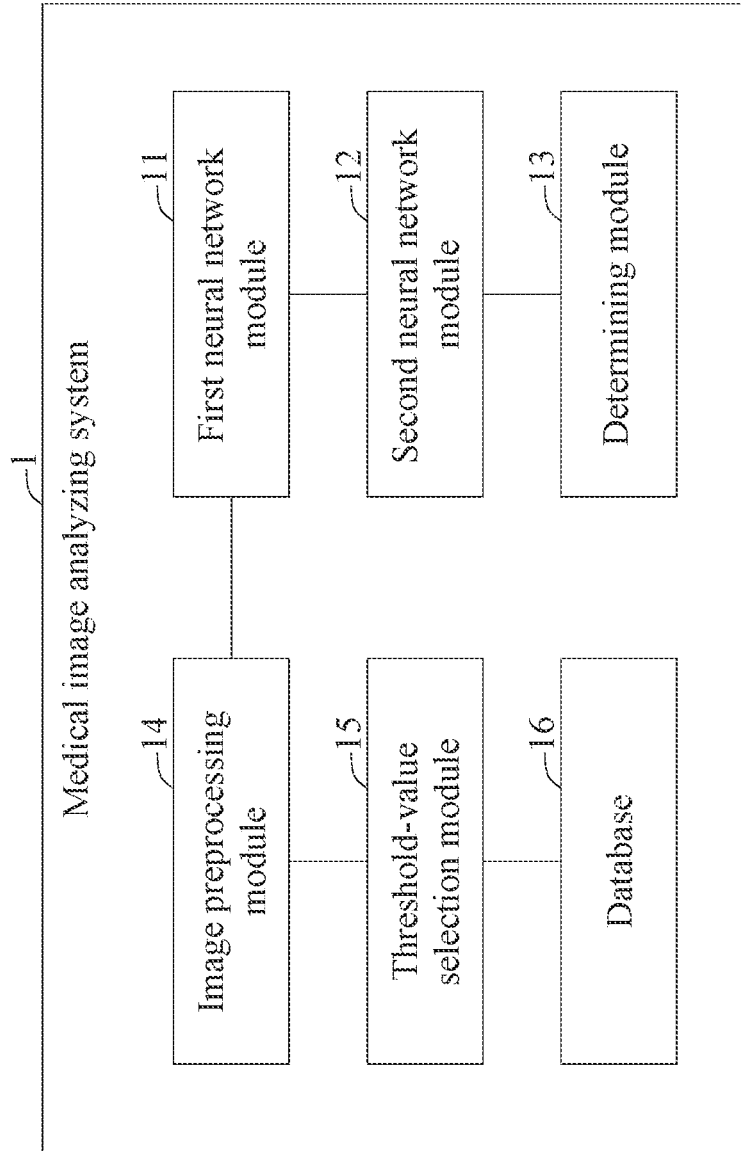 1
Medical image analyzing system
14
Image preprocessing
module
11
First neural network
module
15
Threshold-value
selection module
12
Second neural network
module
16
Database
13
Determining module